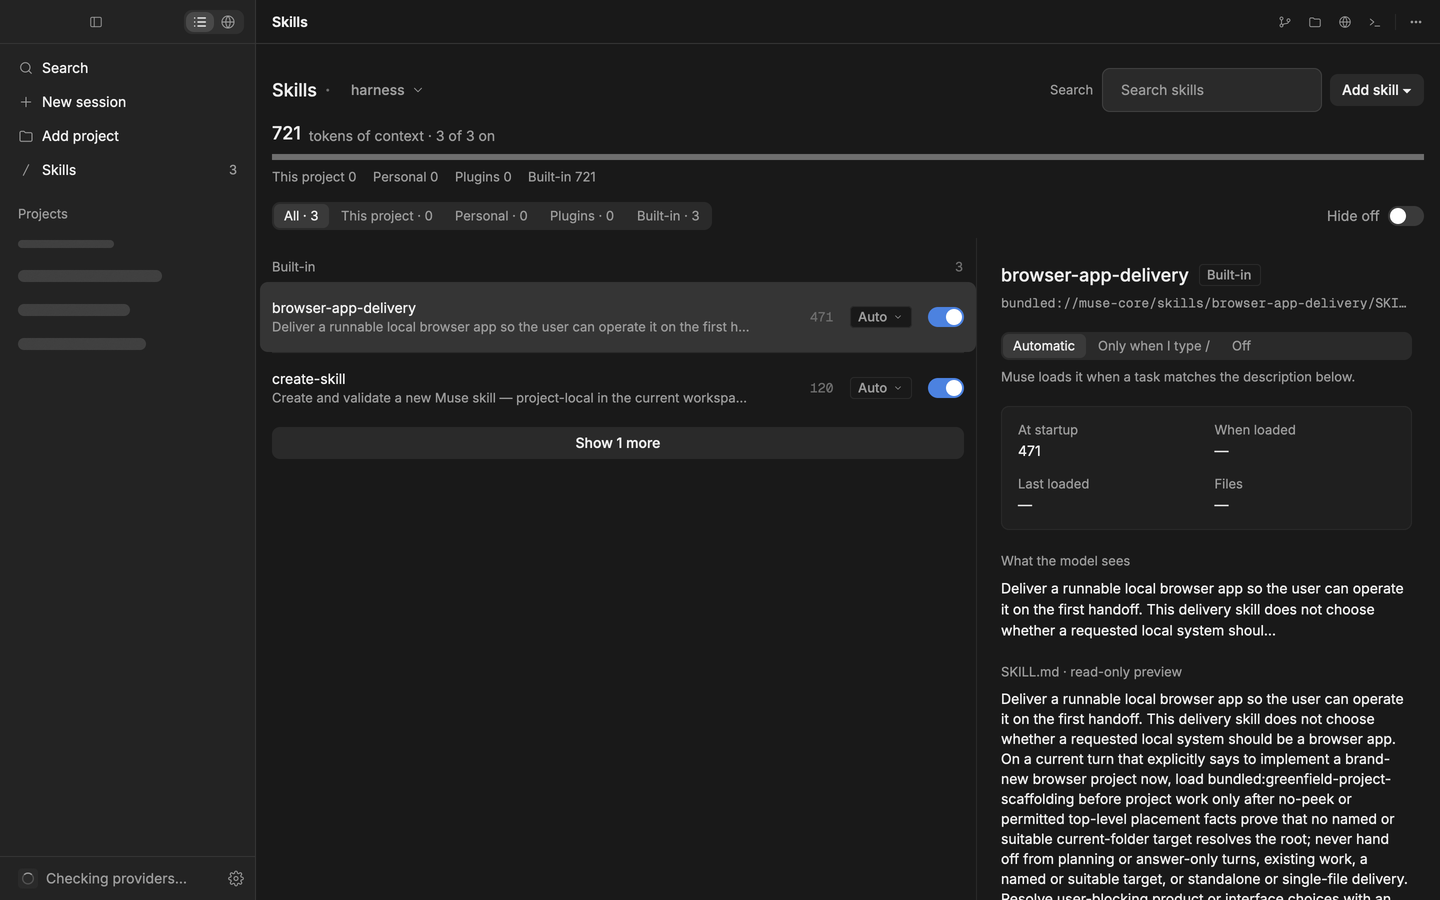 Skills
Search
New session
Add project
Skills 3
Projects
Checking providers...
Skills · harness
Search Search skills Add skill
721 tokens of context · 3 of 3 on
This project 0 Personal 0 Plugins 0 Built-in 721
All · 3 This project · 0 Personal · 0 Plugins · 0 Built-in · 3
Hide off
Built-in 3
browser-app-delivery
Deliver a runnable local browser app so the user can operate it on the first h...
471 Auto
create-skill
Create and validate a new Muse skill — project-local in the current workspa...
120 Auto
Show 1 more
browser-app-delivery Built-in
bundled://muse-core/skills/browser-app-delivery/SKI...
Automatic Only when I type / Off
Muse loads it when a task matches the description below.
At startup When loaded
471 —
Last loaded Files
— —
What the model sees
Deliver a runnable local browser app so the user can operate
it on the first handoff. This delivery skill does not choose
whether a requested local system shoul...
SKILL.md · read-only preview
Deliver a runnable local browser app so the user can operate
it on the first handoff. This delivery skill does not choose
whether a requested local system should be a browser app.
On a current turn that explicitly says to implement a brand-
new browser project now, load bundled:greenfield-project-
scaffolding before project work only after no-peek or
permitted top-level placement facts prove that no named or
suitable current-folder target resolves the root; never hand
off from planning or answer-only turns, existing work, a
named or suitable target, or standalone or single-file delivery.
Resolve user-blocking product or interface choices with an